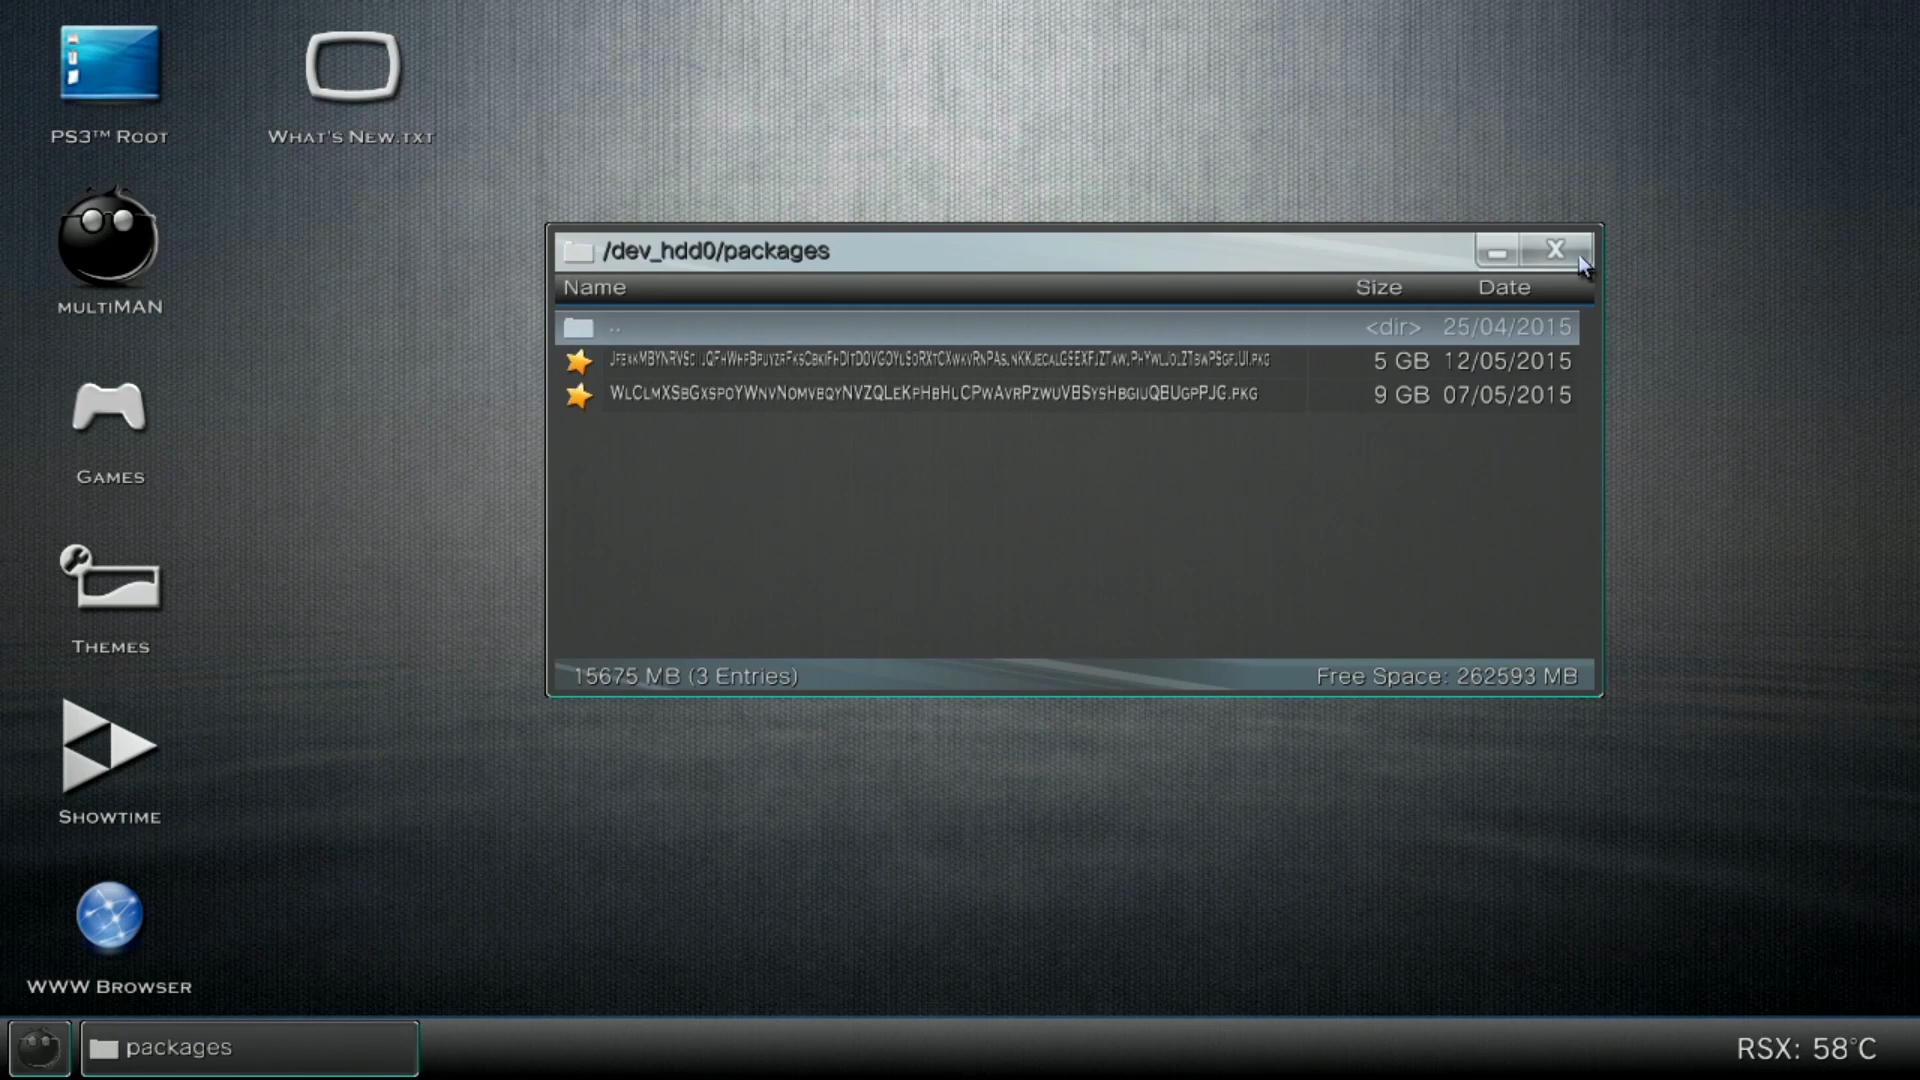 PS3™ Root
What's New.txt
multiMAN
Games
Themes
Showtime
WWW Browser
/dev_hdd0/packages
X
Name Size Date
.. <dir> 25/04/2015
5 GB 12/05/2015
9 GB 07/05/2015
15675 MB (3 Entries) Free Space: 262593 MB
packages
RSX: 58°C